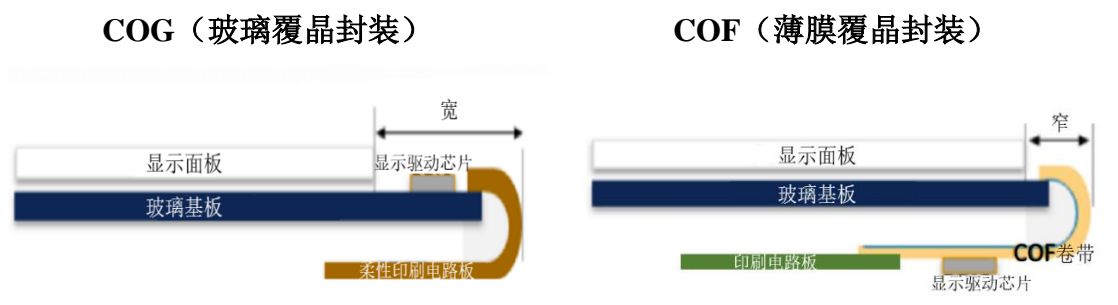 COG（玻璃覆晶封装）
宽
显示面板
显示驱动芯片
玻璃基板
柔性印刷电路板
COF（薄膜覆晶封装）
窄
显示面板
玻璃基板
COF卷带
印刷电路板
显示驱动芯片